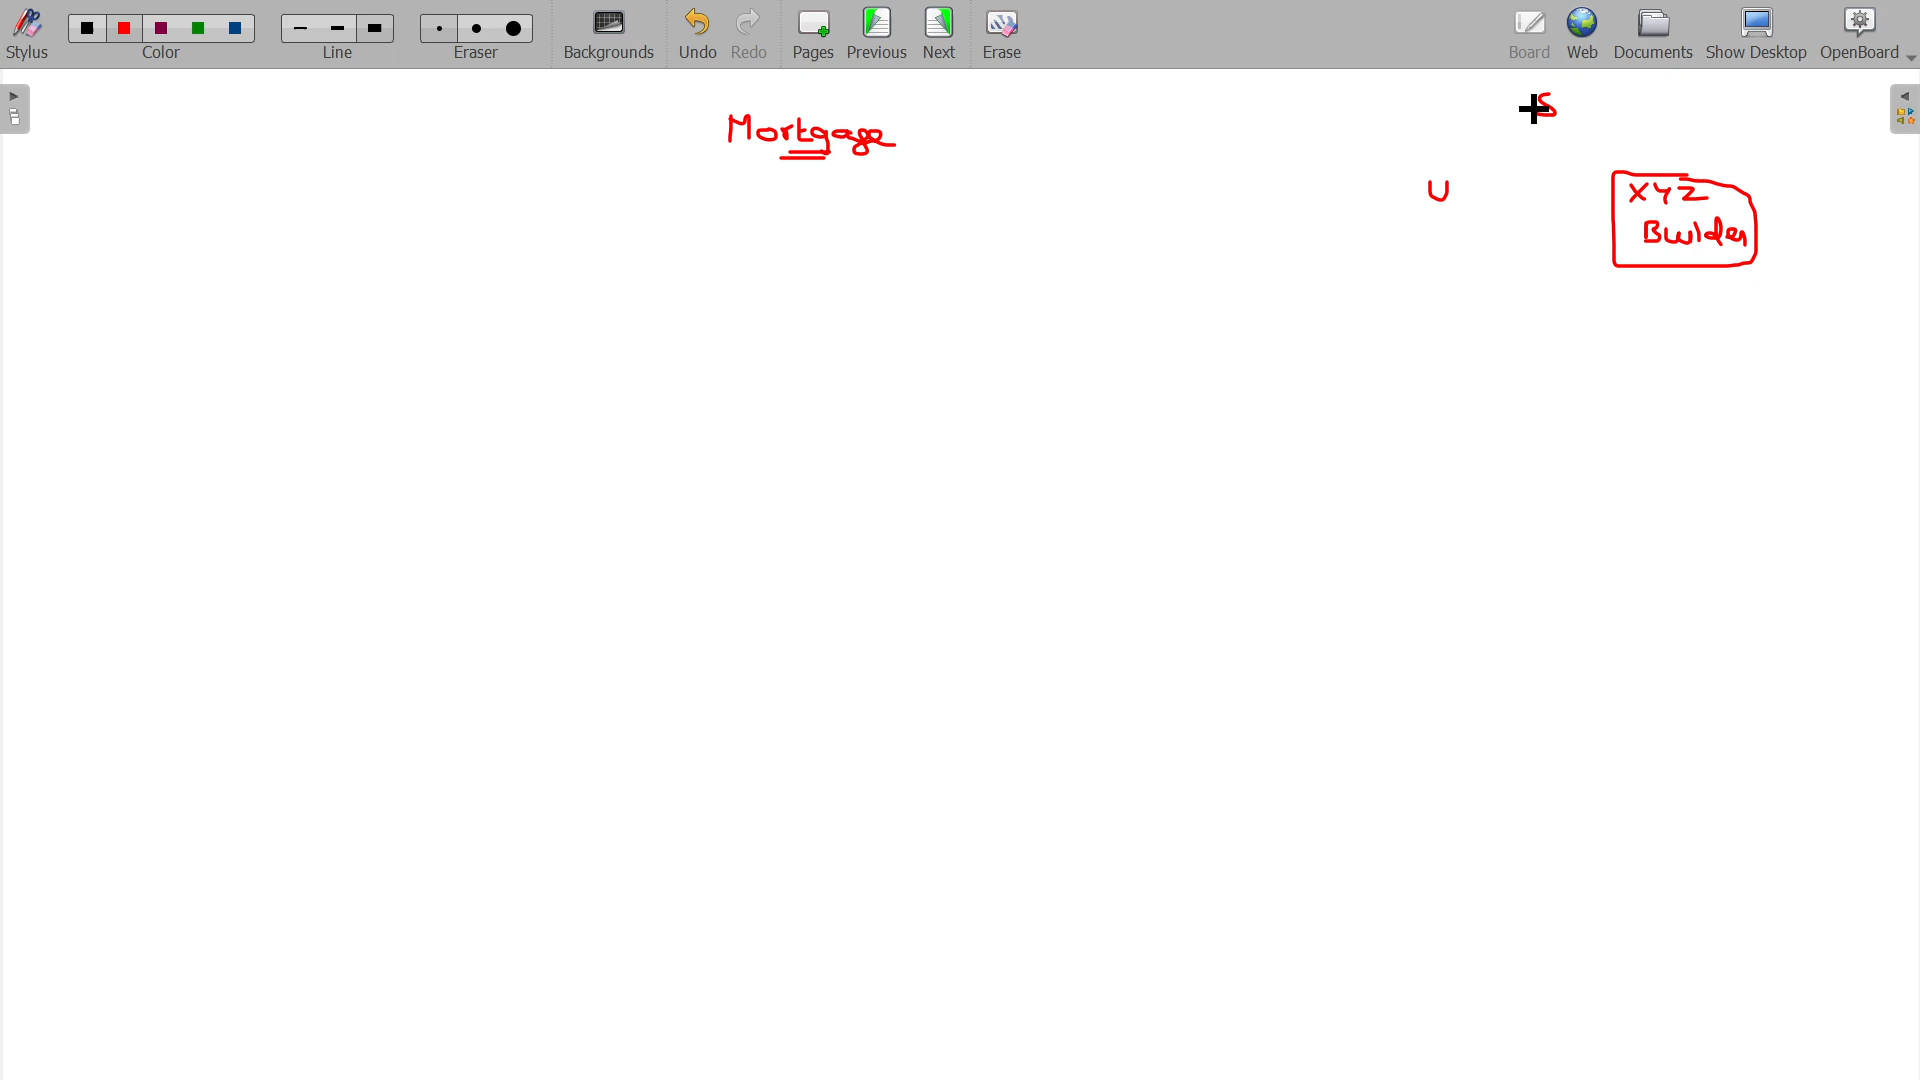 Stylus
Color
Line
Eraser
Backgrounds
Undo
Redo
Pages
Previous
Next
Erase
Board
Web
Documents
Show Desktop
OpenBoard
Mortgage
S
U
XYZ
Builder